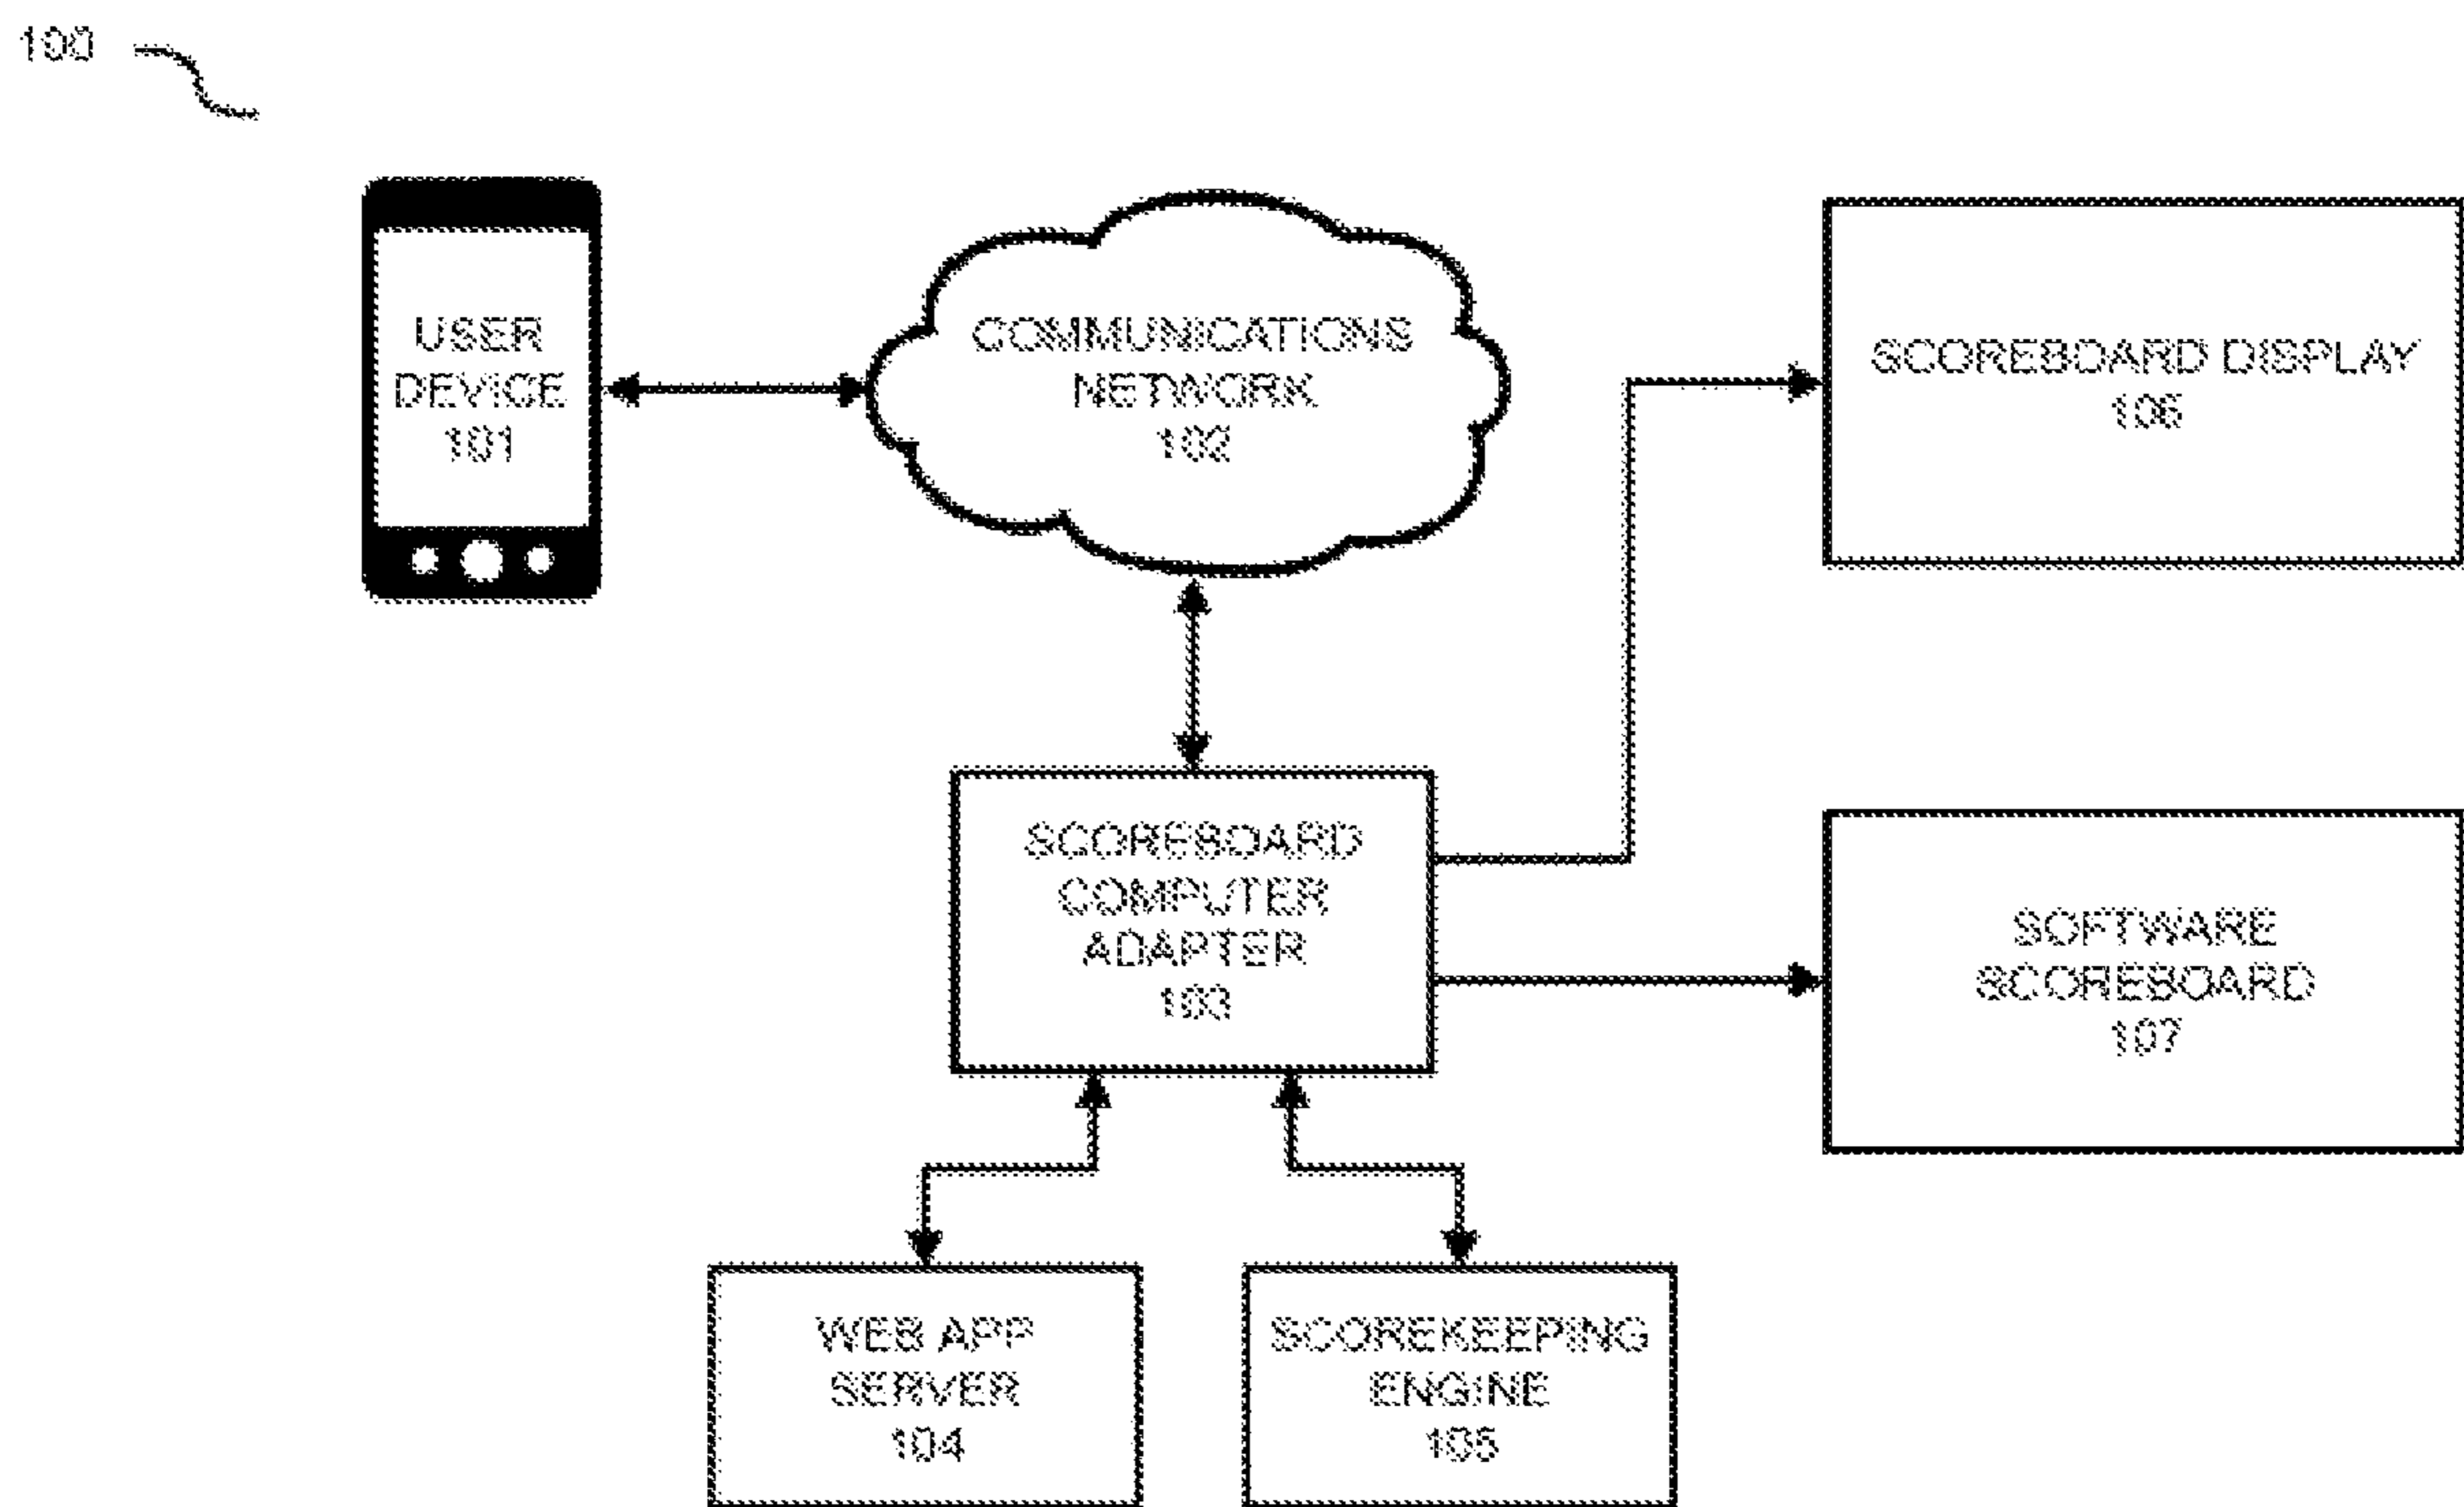 100
USER
DEVICE
101
COMMUNICATIONS
NETWORK
102
SCOREBOARD DISPLAY
106
SCOREBOARD
COMPUTER
ADAPTER
103
SOFTWARE
SCOREBOARD
107
WEB APP
SERVER
104
SCOREKEEPING
ENGINE
105